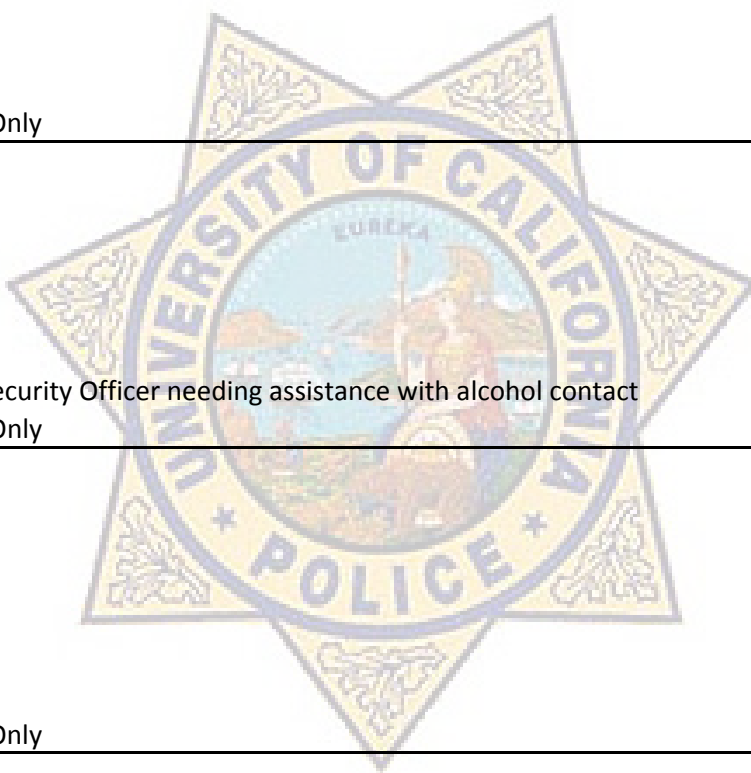 Only
UNIVERSITY OF CALIFORNIA
EUREKA
ecurity Officer needing assistance with alcohol contact
Only
POLICE
Only